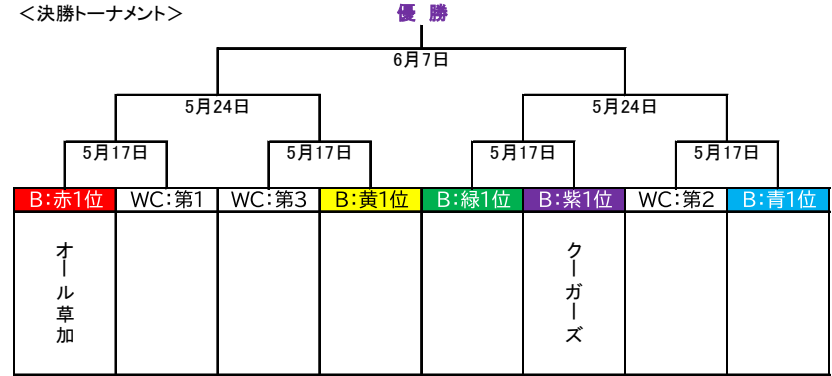 ＜決勝トーナメント＞
優 勝
6月7日
5月24日
5月24日
5月17日
5月17日
5月17日
5月17日
B:赤1位
WC:第1
WC:第3
B:黄1位
B:緑1位
B:紫1位
WC:第2
B:青1位
オール草加
クーガーズ